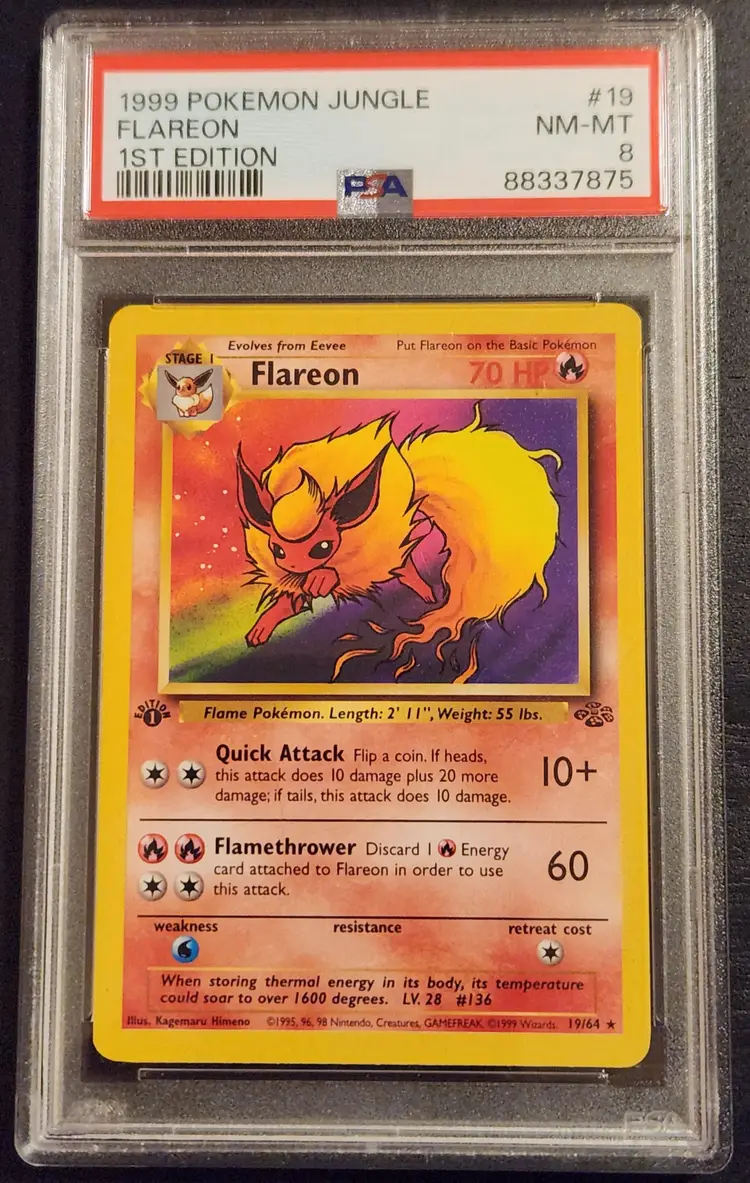 1999 POKEMON JUNGLE #19
FLAREON NM-MT
1ST EDITION 8
PSA 88337875
Evolves from Eevee Put Flareon on the Basic Pokémon
STAGE 1
Flareon 70 HP
EDITION
1
Flame Pokémon. Length: 2' 11", Weight: 55 lbs.
Quick Attack Flip a coin. If heads,
this attack does 10 damage plus 20 more
damage; if tails, this attack does 10 damage.
10+
Flamethrower Discard 1 Energy
card attached to Flareon in order to use
this attack.
60
weakness resistance retreat cost
When storing thermal energy in its body, its temperature
could soar to over 1600 degrees. LV. 28 #136
Illus. Kagemaru Himeno ©1995, 96, 98 Nintendo, Creatures, GAMEFREAK. ©1999 Wizards. 19/64 ★
PSA